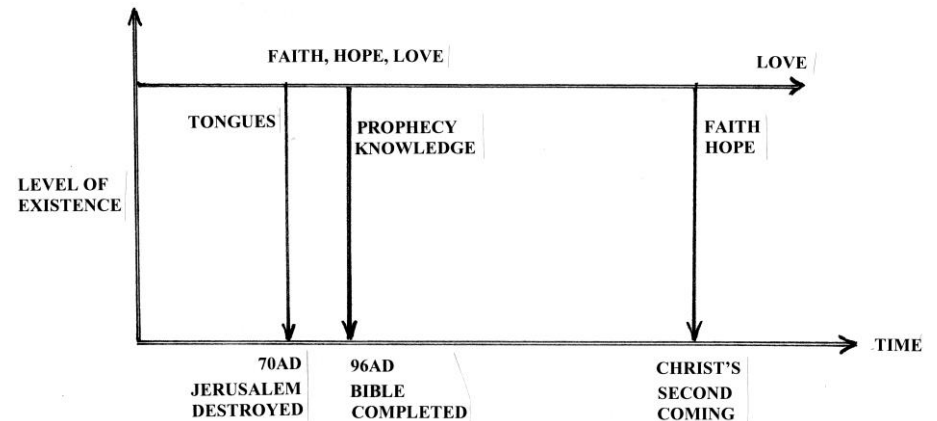 FAITH, HOPE, LOVE
LOVE
TONGUES
PROPHECY
KNOWLEDGE
FAITH
HOPE
LEVEL OF
EXISTENCE
TIME
70AD
JERUSALEM
DESTROYED
96AD
BIBLE
COMPLETED
CHRIST'S
SECOND
COMING